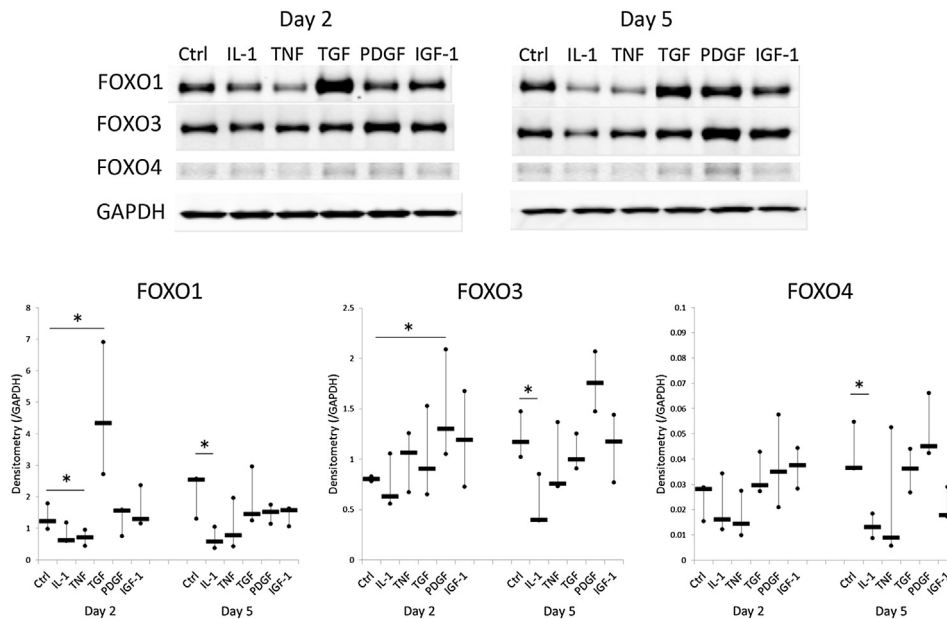 Day 2 Day 5
Ctrl IL-1 TNF TGF PDGF IGF-1 Ctrl IL-1 TNF TGF PDGF IGF-1
FOXO1
FOXO3
FOXO4
GAPDH
FOXO1 FOXO3 FOXO4
Densitometry (/GAPDH)
8
7
6
5
4
3
2
1
0
*
*
*
Ctrl IL-1 TNF TGF PDGF IGF-1 Ctrl IL-1 TNF TGF PDGF IGF-1
Day 2 Day 5
Densitometry (/GAPDH)
2.5
2
1.5
1
0.5
0
*
*
Ctrl IL-1 TNF TGF PDGF IGF-1 Ctrl IL-1 TNF TGF PDGF IGF-1
Day 2 Day 5
Densitometry (/GAPDH)
0.1
0.09
0.08
0.07
0.06
0.05
0.04
0.03
0.02
0.01
0
*
Ctrl IL-1 TNF TGF PDGF IGF-1 Ctrl IL-1 TNF TGF PDGF IGF-1
Day 2 Day 5